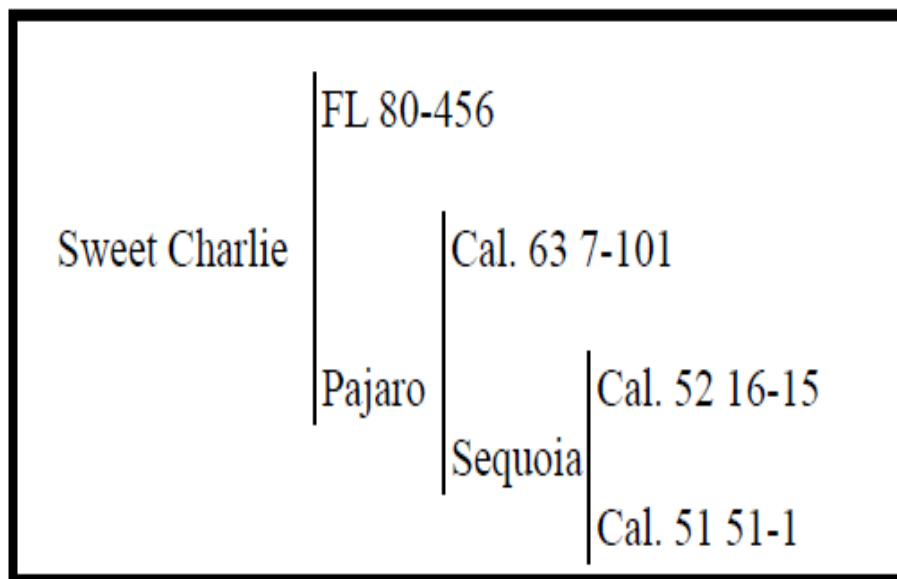 FL 80-456
Sweet Charlie
Cal. 63 7-101
Pajaro
Cal. 52 16-15
Sequoia
Cal. 51 51-1